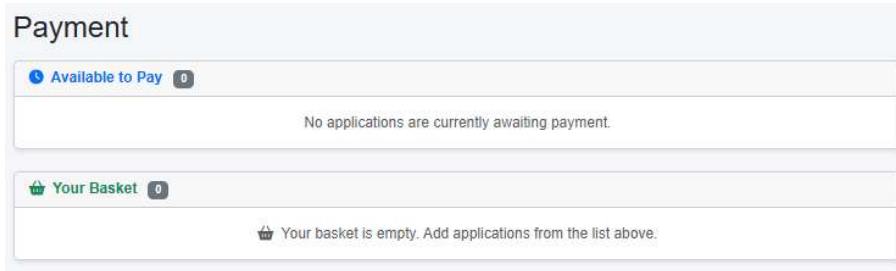 Payment
Available to Pay 0
No applications are currently awaiting payment.
Your Basket 0
Your basket is empty. Add applications from the list above.